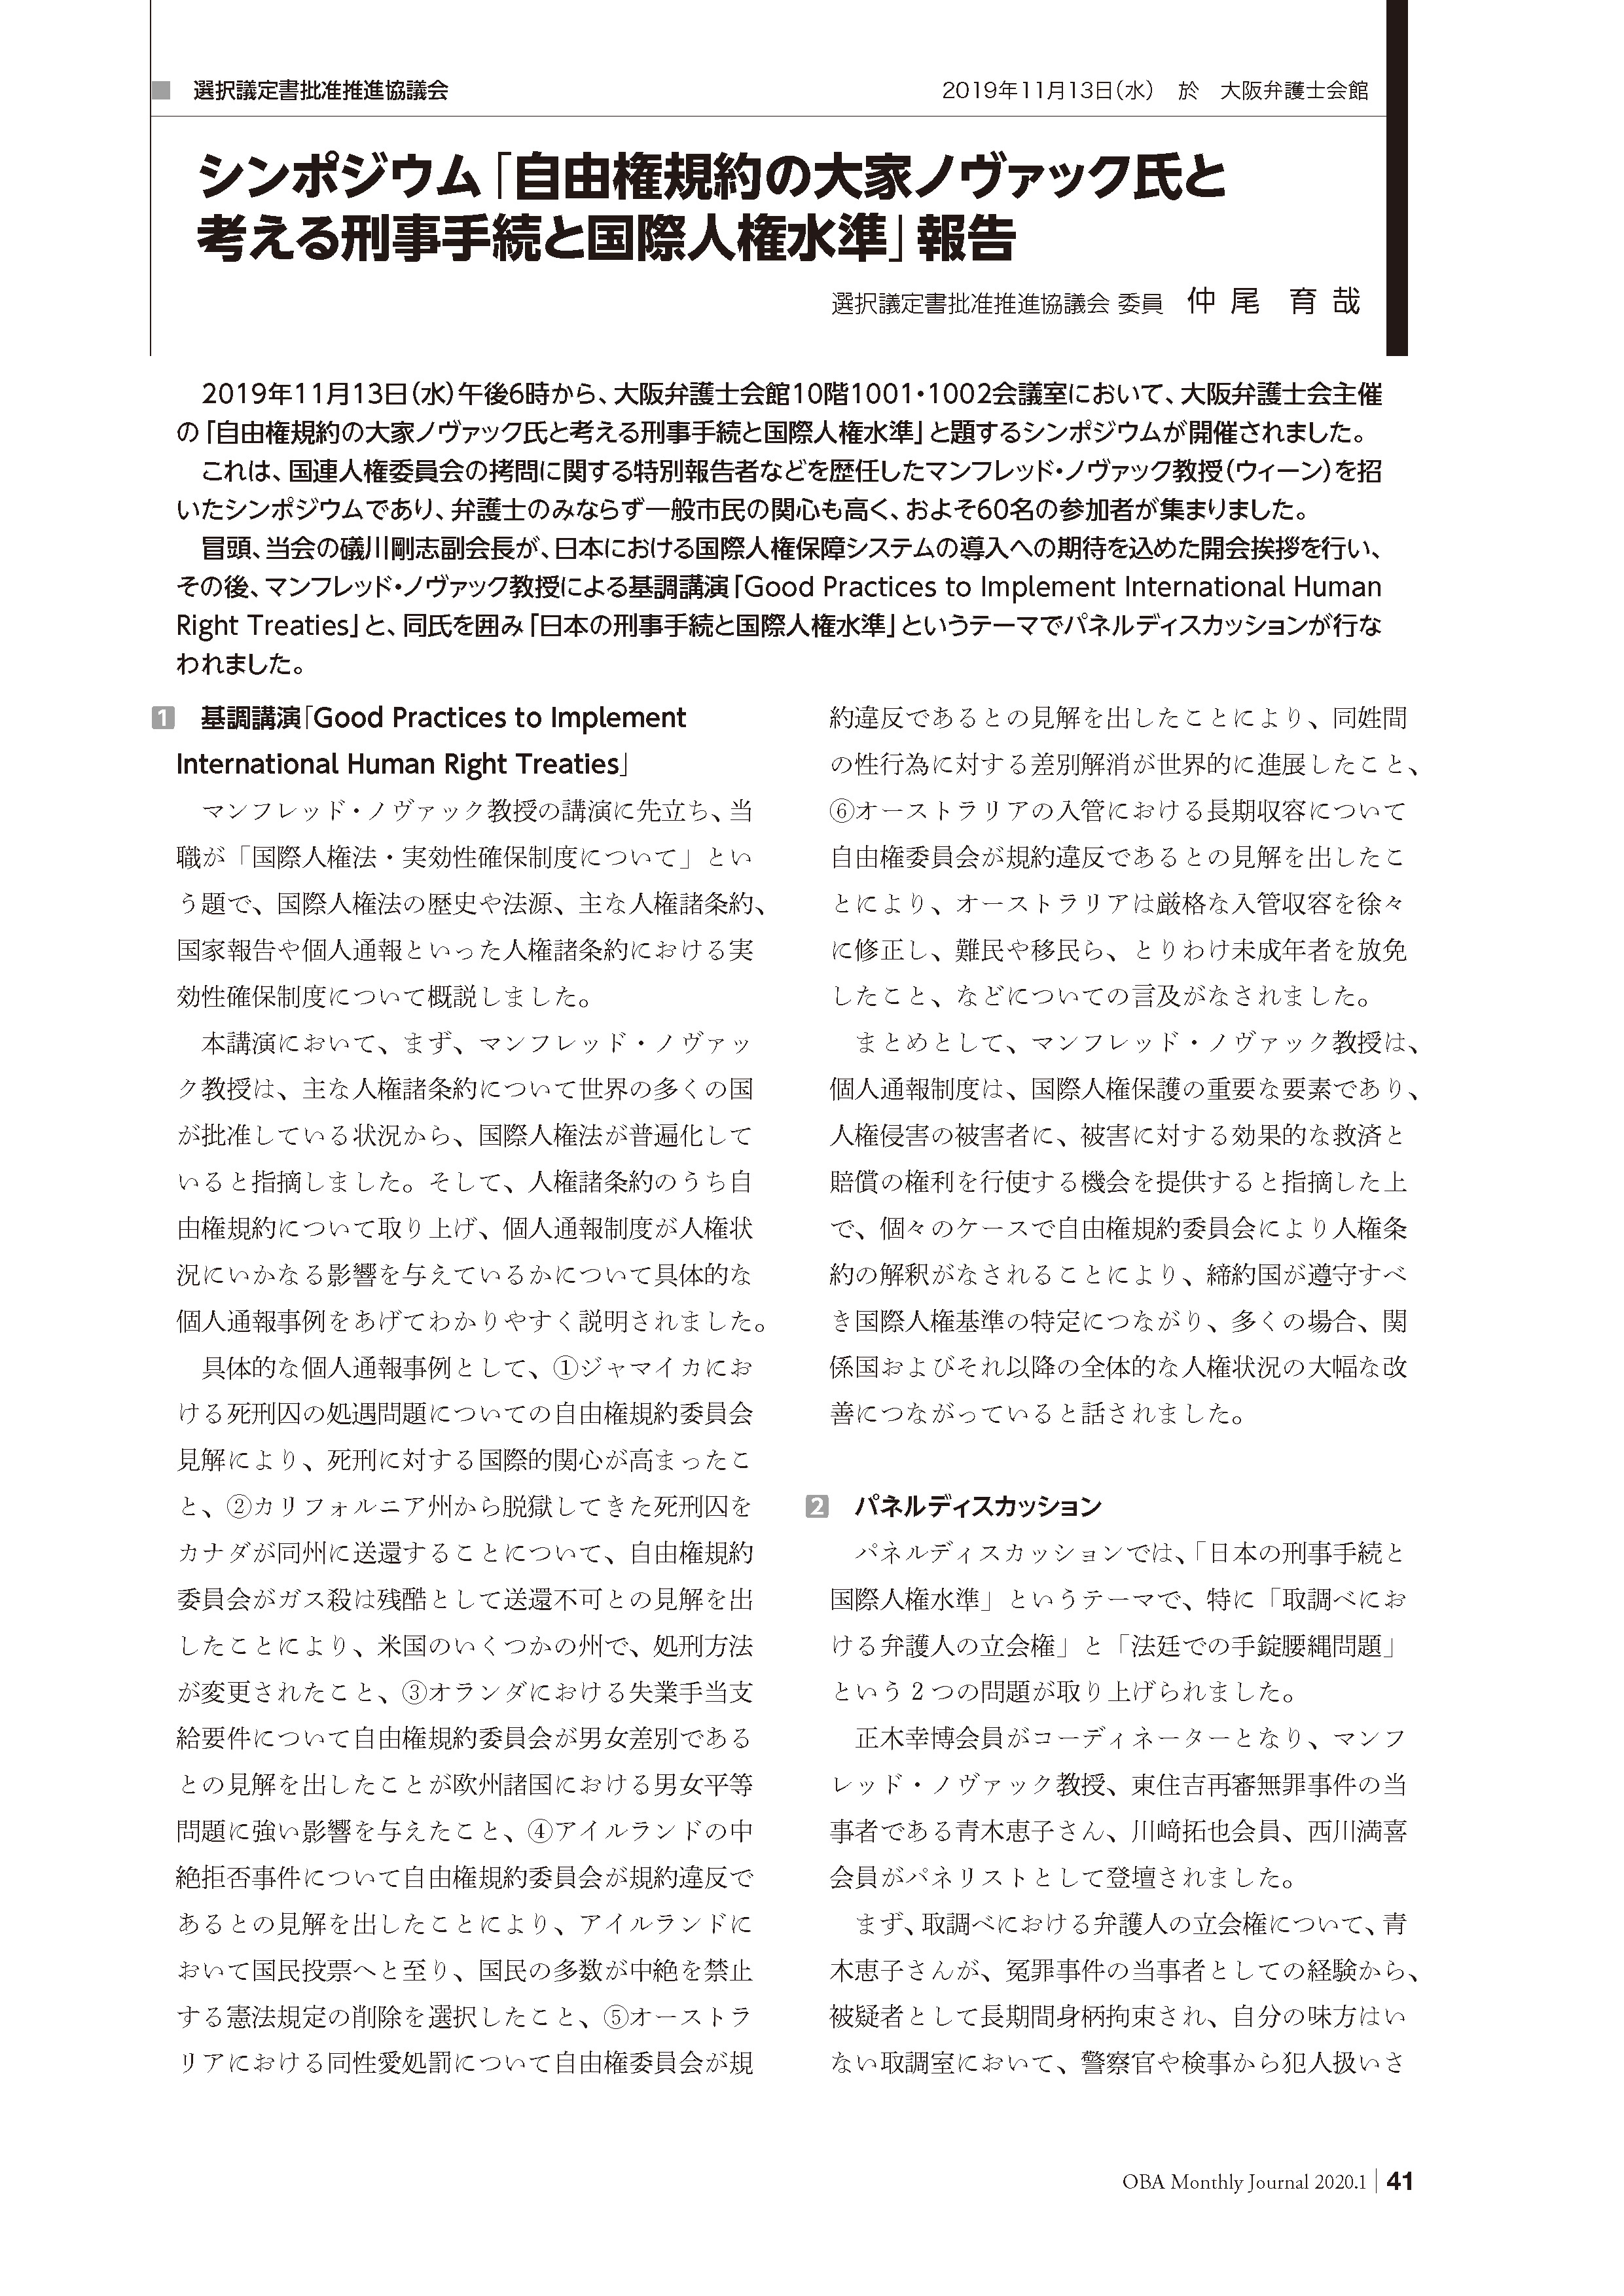 選択議定書批准推進協議会
2019年11月13日(水) 於 大阪弁護士会館
シンポジウム「自由権規約の大家ノヴァック氏と
考える刑事手続と国際人権水準」報告
選択議定書批准推進協議会 委員 仲尾 育哉
2019年11月13日(水)午後6時から、大阪弁護士会館10階1001・1002会議室において、大阪弁護士会主催
の「自由権規約の大家ノヴァック氏と考える刑事手続と国際人権水準」と題するシンポジウムが開催されました。
これは、国連人権委員会の拷問に関する特別報告者などを歴任したマンフレッド・ノヴァック教授(ウィーン)を招
いたシンポジウムであり、弁護士のみならず一般市民の関心も高く、およそ60名の参加者が集まりました。
冒頭、当会の礒川剛志副会長が、日本における国際人権保障システムの導入への期待を込めた開会挨拶を行い、
その後、マンフレッド・ノヴァック教授による基調講演「Good Practices to Implement International Human
Right Treaties」と、同氏を囲み「日本の刑事手続と国際人権水準」というテーマでパネルディスカッションが行な
われました。
1 基調講演「Good Practices to Implement
International Human Right Treaties」
マンフレッド・ノヴァック教授の講演に先立ち、当
職が「国際人権法・実効性確保制度について」とい
う題で、国際人権法の歴史や法源、主な人権諸条約、
国家報告や個人通報といった人権諸条約における実
効性確保制度について概説しました。
本講演において、まず、マンフレッド・ノヴァッ
ク教授は、主な人権諸条約について世界の多くの国
が批准している状況から、国際人権法が普遍化して
いると指摘しました。そして、人権諸条約のうち自
由権規約について取り上げ、個人通報制度が人権状
況にいかなる影響を与えているかについて具体的な
個人通報事例をあげてわかりやすく説明されました。
具体的な個人通報事例として、①ジャマイカにお
ける死刑囚の処遇問題についての自由権規約委員会
見解により、死刑に対する国際的関心が高まったこ
と、②カリフォルニア州から脱獄してきた死刑囚を
カナダが同州に送還することについて、自由権規約
委員会がガス殺は残酷として送還不可との見解を出
したことにより、米国のいくつかの州で、処刑方法
が変更されたこと、③オランダにおける失業手当支
給要件について自由権規約委員会が男女差別である
との見解を出したことが欧州諸国における男女平等
問題に強い影響を与えたこと、④アイルランドの中
絶拒否事件について自由権規約委員会が規約違反で
あるとの見解を出したことにより、アイルランドに
おいて国民投票へと至り、国民の多数が中絶を禁止
する憲法規定の削除を選択したこと、⑤オーストラ
リアにおける同性愛処罰について自由権委員会が規
約違反であるとの見解を出したことにより、同姓間
の性行為に対する差別解消が世界的に進展したこと、
⑥オーストラリアの入管における長期収容について
自由権委員会が規約違反であるとの見解を出したこ
とにより、オーストラリアは厳格な入管収容を徐々
に修正し、難民や移民ら、とりわけ未成年者を放免
したこと、などについての言及がなされました。
まとめとして、マンフレッド・ノヴァック教授は、
個人通報制度は、国際人権保護の重要な要素であり、
人権侵害の被害者に、被害に対する効果的な救済と
賠償の権利を行使する機会を提供すると指摘した上
で、個々のケースで自由権規約委員会により人権条
約の解釈がなされることにより、締約国が遵守すべ
き国際人権基準の特定につながり、多くの場合、関
係国およびそれ以降の全体的な人権状況の大幅な改
善につながっていると話されました。
2 パネルディスカッション
パネルディスカッションでは、「日本の刑事手続と
国際人権水準」というテーマで、特に「取調べにお
ける弁護人の立会権」と「法廷での手錠腰縄問題」
という2つの問題が取り上げられました。
正木幸博会員がコーディネーターとなり、マンフ
レッド・ノヴァック教授、東住吉再審無罪事件の当
事者である青木恵子さん、川﨑拓也会員、西川満喜
会員がパネリストとして登壇されました。
まず、取調べにおける弁護人の立会権について、青
木恵子さんが、冤罪事件の当事者としての経験から、
被疑者として長期間身柄拘束され、自分の味方はい
ない取調室において、警察官や検事から犯人扱いさ
OBA Monthly Journal 2020.1 | 41